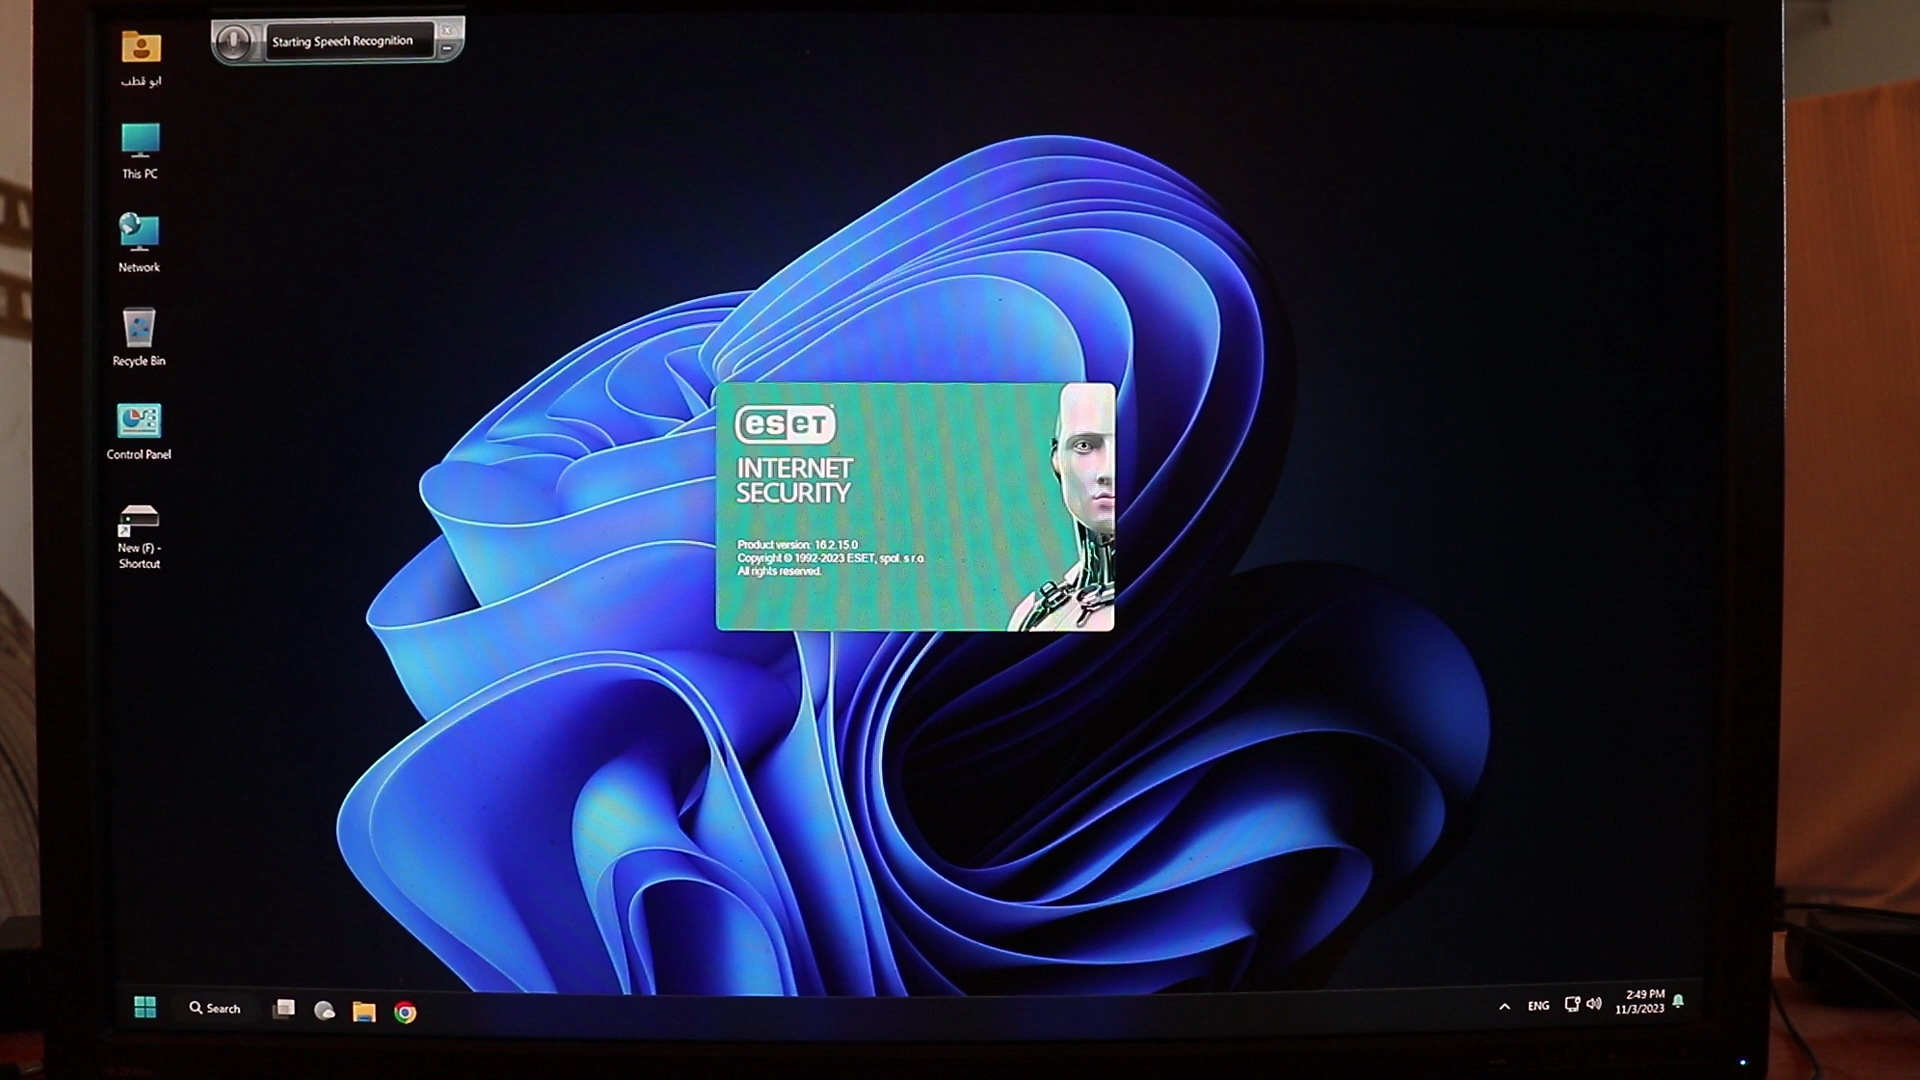 Starting Speech Recognition
ابو قطب
This PC
Network
Recycle Bin
Control Panel
New (F) -
Shortcut
eseT
INTERNET
SECURITY
Product version: 16.2.15.0
Copyright © 1992-2023 ESET, spol. s r.o.
All rights reserved.
Search
ENG
2:49 PM
11/3/2023